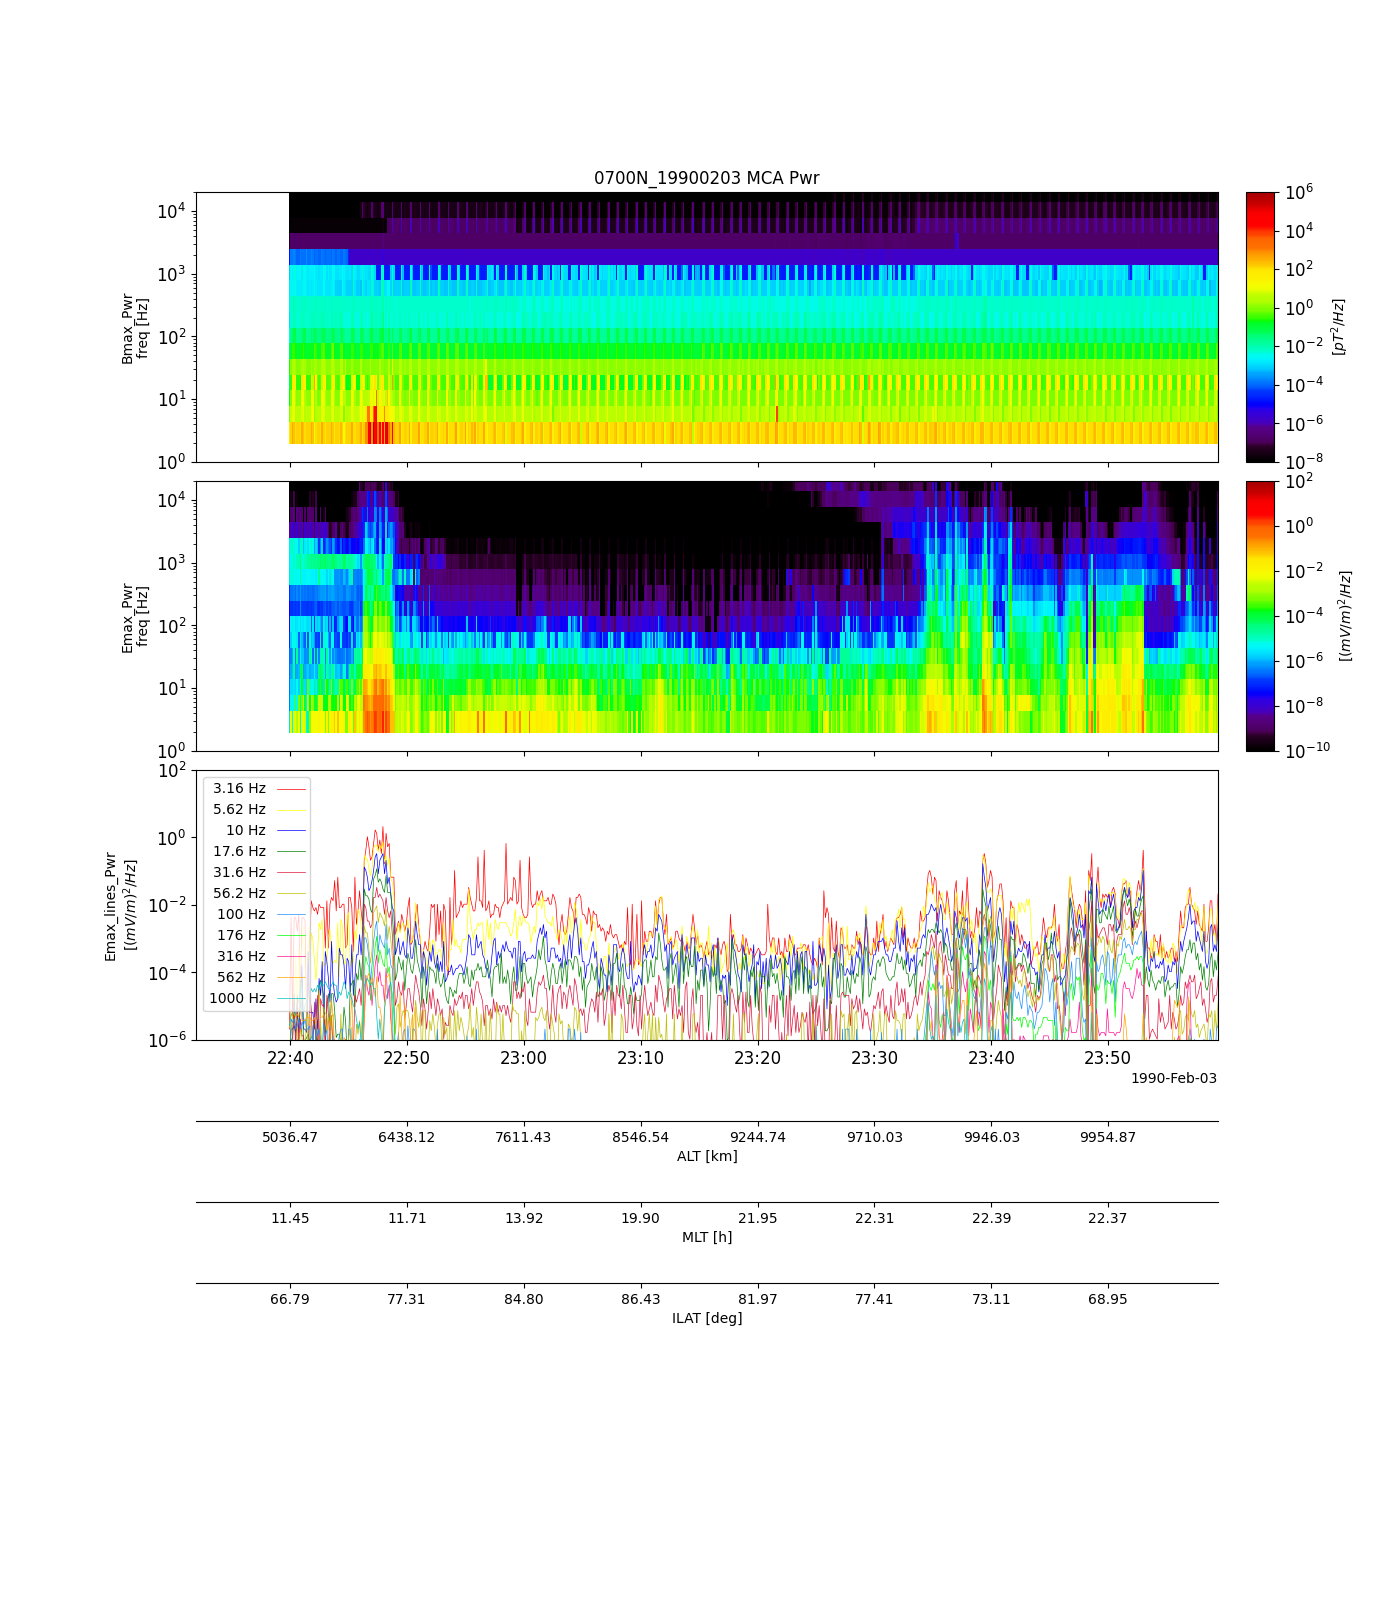 0700N_19900203 MCA Pwr
10^4
10^3
10^2
10^1
10^0
Bmax_Pwr
freq [Hz]
10^6
10^4
10^2
10^0
10^-2
10^-4
10^-6
10^-8
[pT^2/Hz]
10^4
10^3
10^2
10^1
10^0
Emax_Pwr
freq [Hz]
10^2
10^0
10^-2
10^-4
10^-6
10^-8
10^-10
[(mV/m)^2/Hz]
10^2
10^0
10^-2
10^-4
10^-6
Emax_lines_Pwr
[(mV/m)^2/Hz]
3.16 Hz
5.62 Hz
10 Hz
17.6 Hz
31.6 Hz
56.2 Hz
100 Hz
176 Hz
316 Hz
562 Hz
1000 Hz
22:40 22:50 23:00 23:10 23:20 23:30 23:40 23:50
1990-Feb-03
5036.47 6438.12 7611.43 8546.54 9244.74 9710.03 9946.03 9954.87
ALT [km]
11.45 11.71 13.92 19.90 21.95 22.31 22.39 22.37
MLT [h]
66.79 77.31 84.80 86.43 81.97 77.41 73.11 68.95
ILAT [deg]